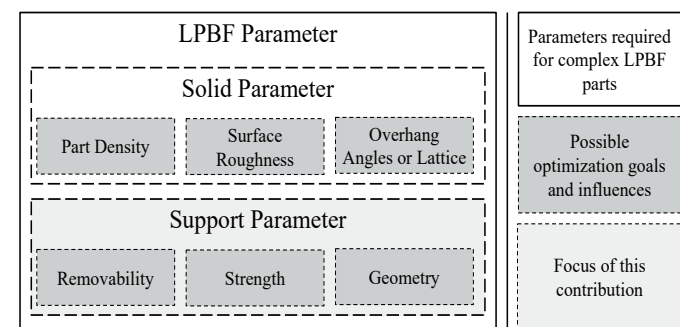 LPBF Parameter
Solid Parameter
Part Density
Surface
Roughness
Overhang
Angles or Lattice
Support Parameter
Removability
Strength
Geometry
Parameters required
for complex LPBF
parts
Possible
optimization goals
and influences
Focus of this
contribution